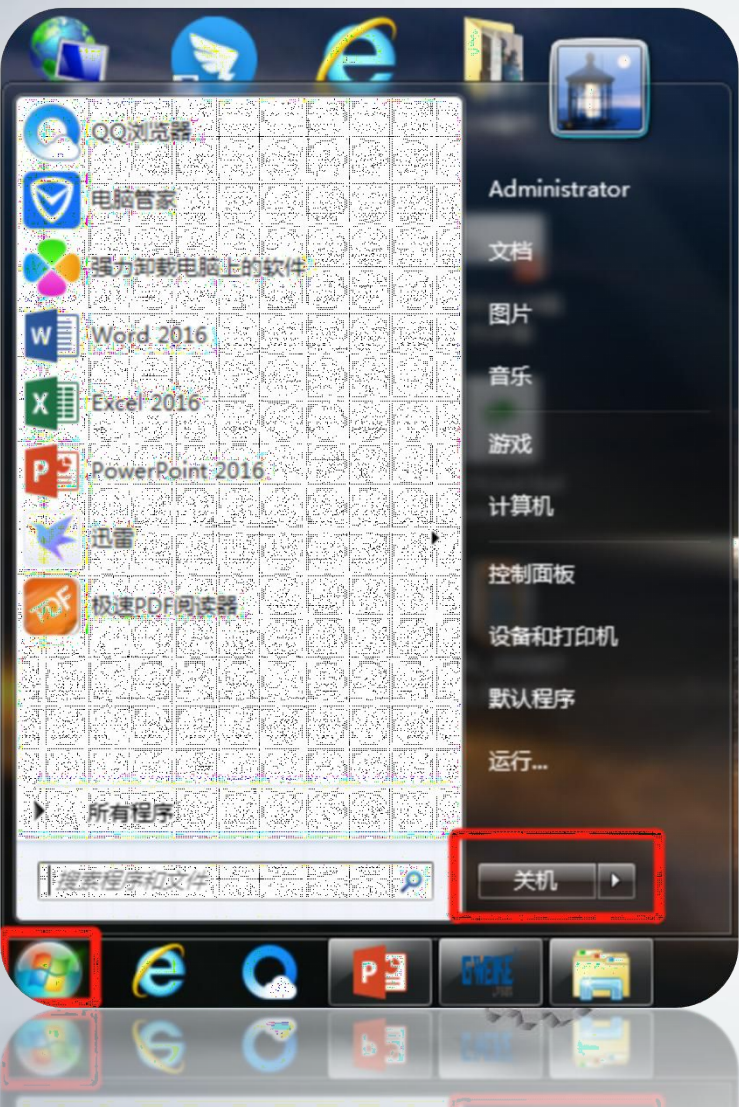 QQ浏览器
电脑管家
强力卸载电脑上的软件
Word 2016
Excel 2016
PowerPoint 2016
迅雷
极速PDF阅读器
所有程序
搜索程序和文件
Administrator
文档
图片
音乐
游戏
计算机
控制面板
设备和打印机
默认程序
运行...
关机